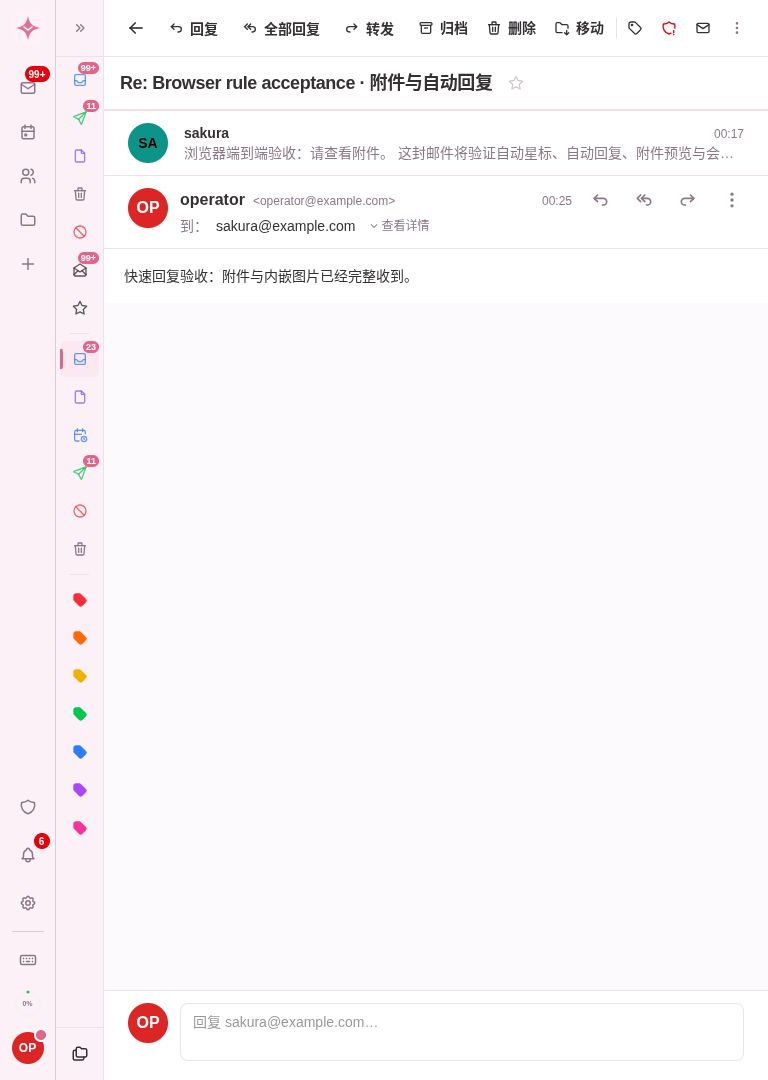 99+
6
0%
OP
99+
11
99+
23
11
回复
全部回复
转发
归档
删除
移动
Re: Browser rule acceptance · 附件与自动回复
SA
sakura
00:17
浏览器端到端验收：请查看附件。 这封邮件将验证自动星标、自动回复、附件预览与会…
OP
operator <operator@example.com>
00:25
到： sakura@example.com 查看详情
快速回复验收：附件与内嵌图片已经完整收到。
OP
回复 sakura@example.com…